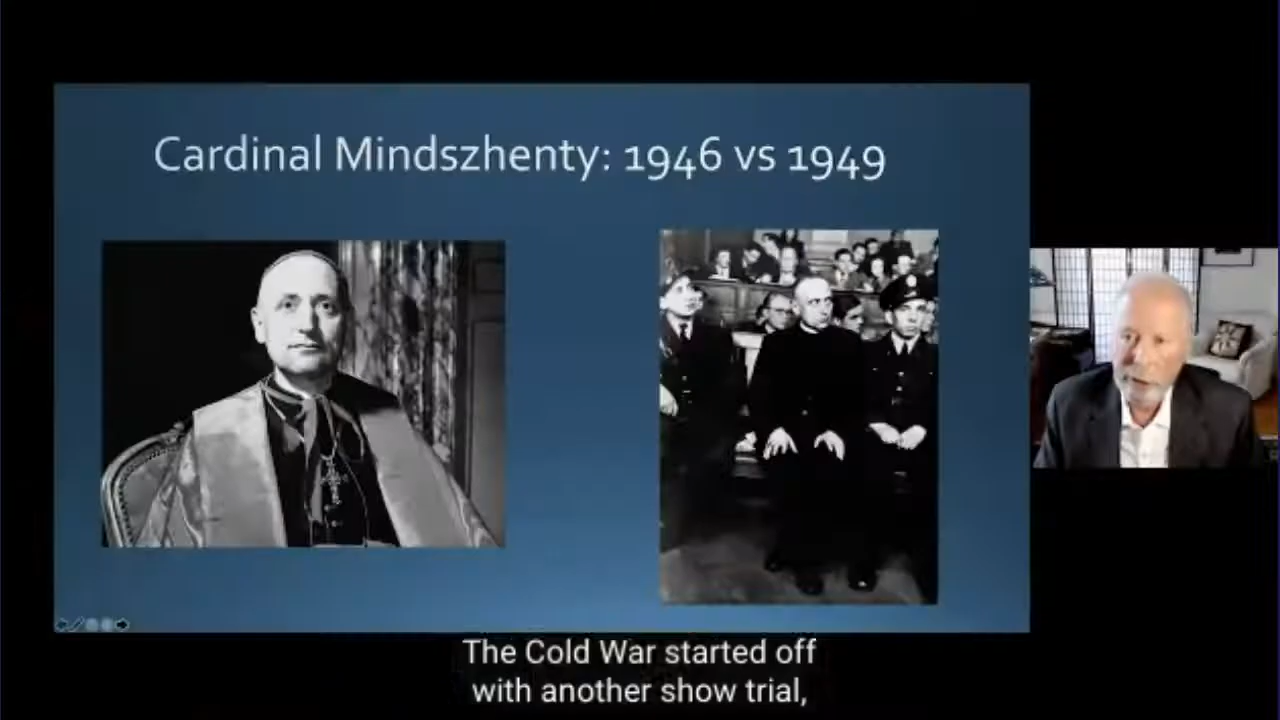 Cardinal Mindszhenty: 1946 vs 1949
The Cold War started off
with another show trial,